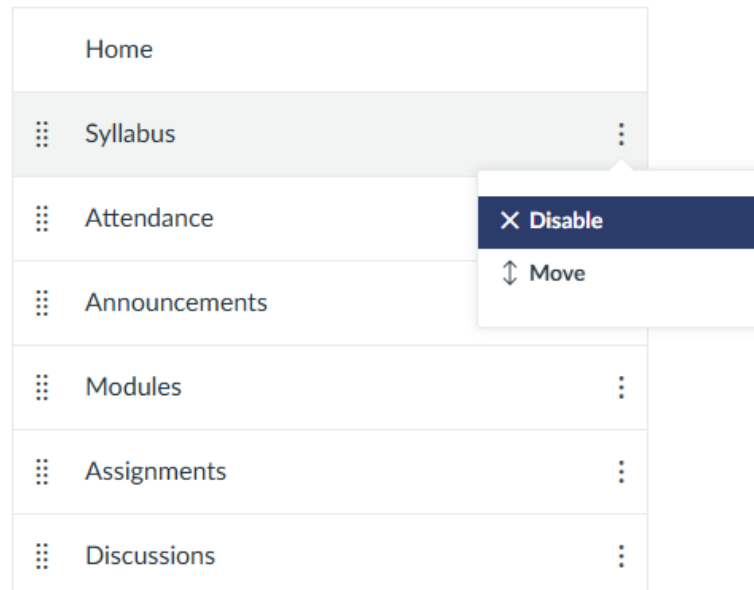 Home
Syllabus
Attendance
Disable
Move
Announcements
Modules
Assignments
Discussions